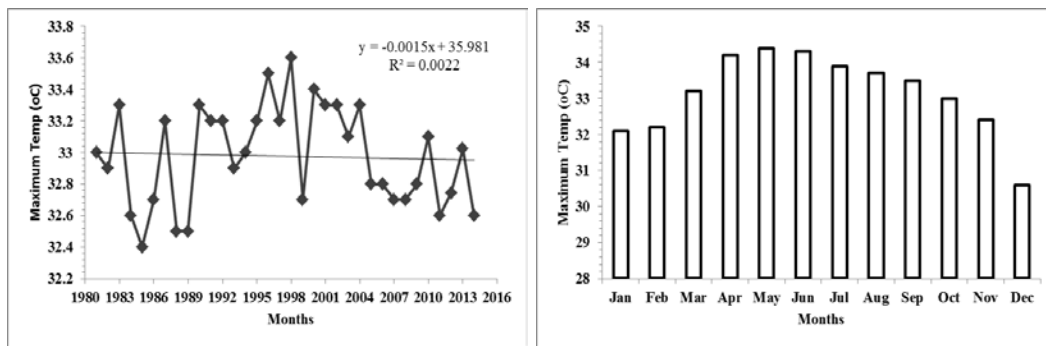 33.8
33.6
33.4
33.2
33
32.8
32.6
32.4
32.2
Maximum Temp (oC)
y = -0.0015x + 35.981
R² = 0.0022
1980 1983 1986 1989 1992 1995 1998 2001 2004 2007 2010 2013 2016
Months
35
34
33
32
31
30
29
28
Maximum Temp (oC)
Jan Feb Mar Apr May Jun Jul Aug Sep Oct Nov Dec
Months